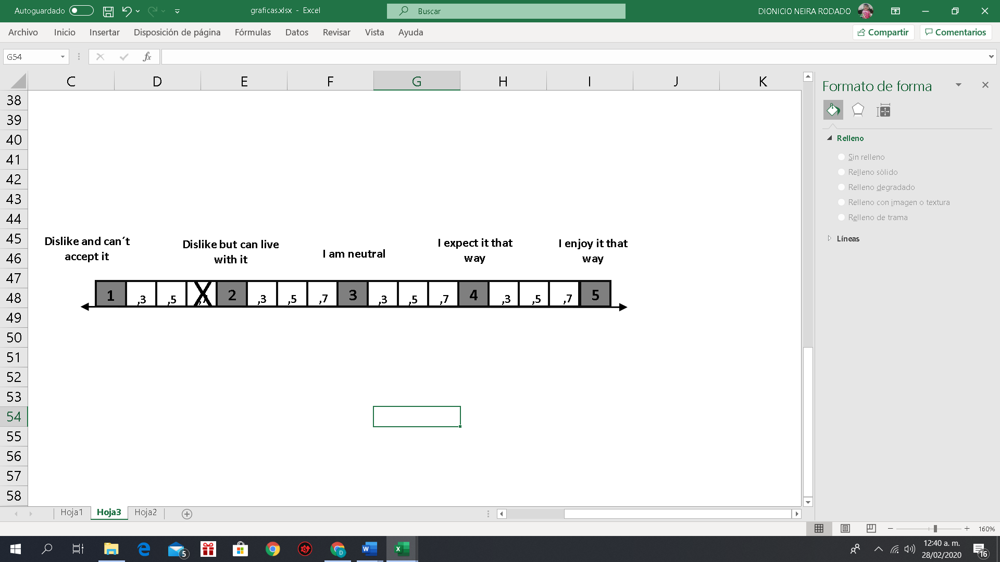 Autoguardado graficas.xlsx - Excel Buscar DIONICIO NEIRA RODADO
Archivo Inicio Insertar Disposición de página Fórmulas Datos Revisar Vista Ayuda Compartir Comentarios
G54 fx
C D E F G H I J K
38
39
40
41
42
43
44
45
46
47
48
49
50
51
52
53
54
55
56
57
58
Dislike and can´t
accept it
Dislike but can live
with it
I am neutral
I expect it that
way
I enjoy it that
way
1 ,3 ,5 X 2 ,3 ,5 ,7 3 ,3 ,5 ,7 4 ,3 ,5 ,7 5
Formato de forma
Relleno
Sin relleno
Relleno sólido
Relleno degradado
Relleno con imagen o textura
Relleno de trama
Líneas
Hoja1 Hoja3 Hoja2
160%
5 D W X 12:40 a. m.
28/02/2020
16